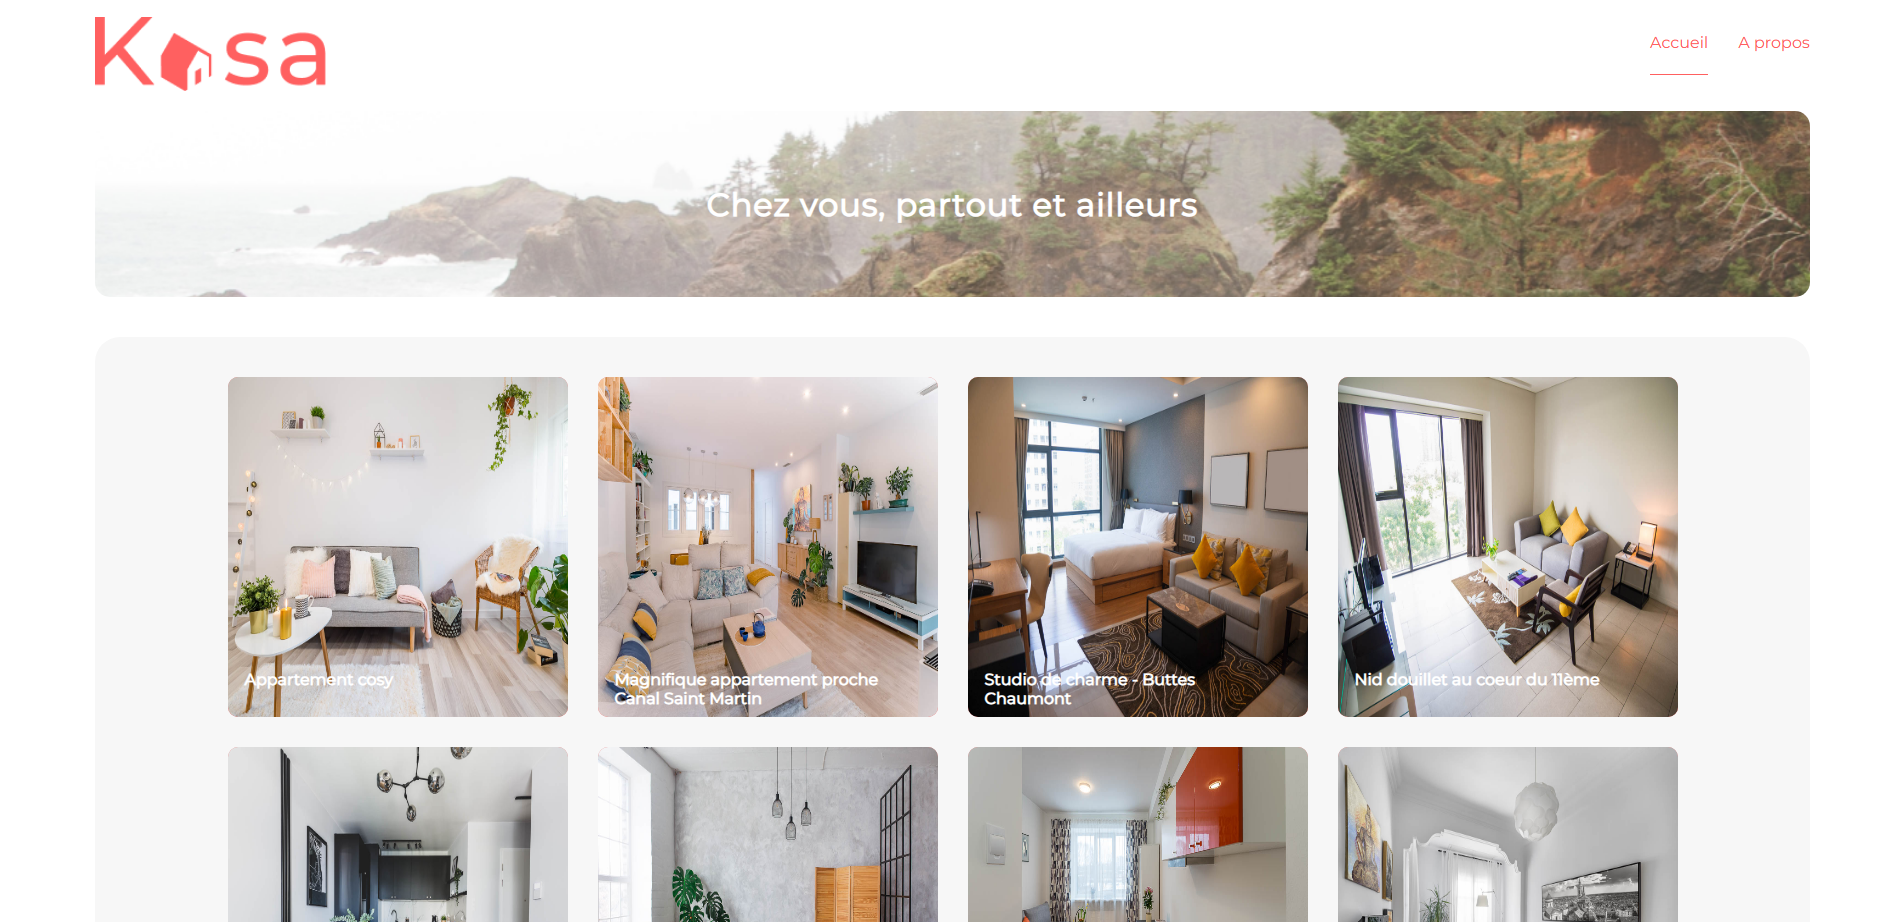 Kasa
Accueil
A propos
Chez vous, partout et ailleurs
Appartement cosy
Magnifique appartement proche
Canal Saint Martin
Studio de charme - Buttes
Chaumont
Nid douillet au coeur du 11ème